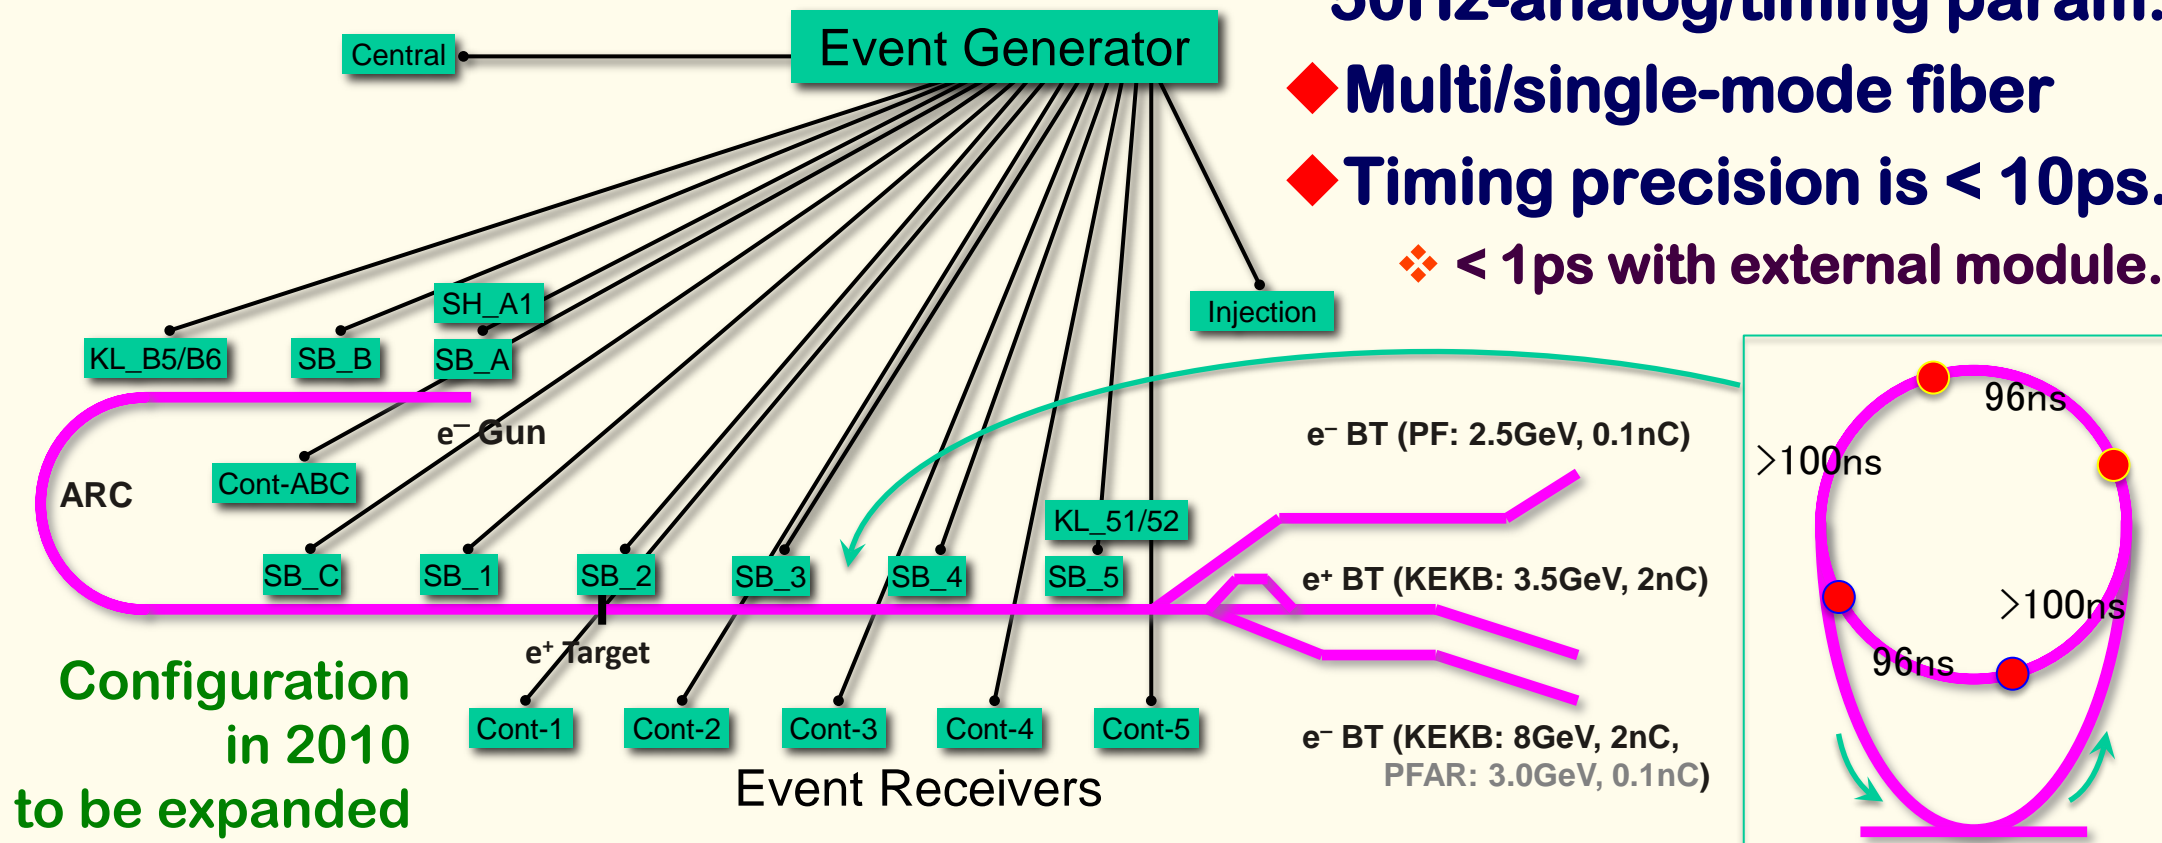 50Hz-analog/timing param.
Event Generator
Central
Multi/single-mode fiber
Timing precision is < 10ps.
< 1ps with external module.
SH_A1
Injection
KL_B5/B6
SB_B
SB_A
e– Gun
ARC
Cont-ABC
SB_C
SB_1
SB_2
SB_3
SB_4
KL_51/52
SB_5
e– BT (PF: 2.5GeV, 0.1nC)
e+ BT (KEKB: 3.5GeV, 2nC)
e– BT (KEKB: 8GeV, 2nC,
PFAR: 3.0GeV, 0.1nC)
e+ Target
Cont-1
Cont-2
Cont-3
Cont-4
Cont-5
Event Receivers
Configuration
in 2010
to be expanded
96ns
>100ns
>100ns
96ns